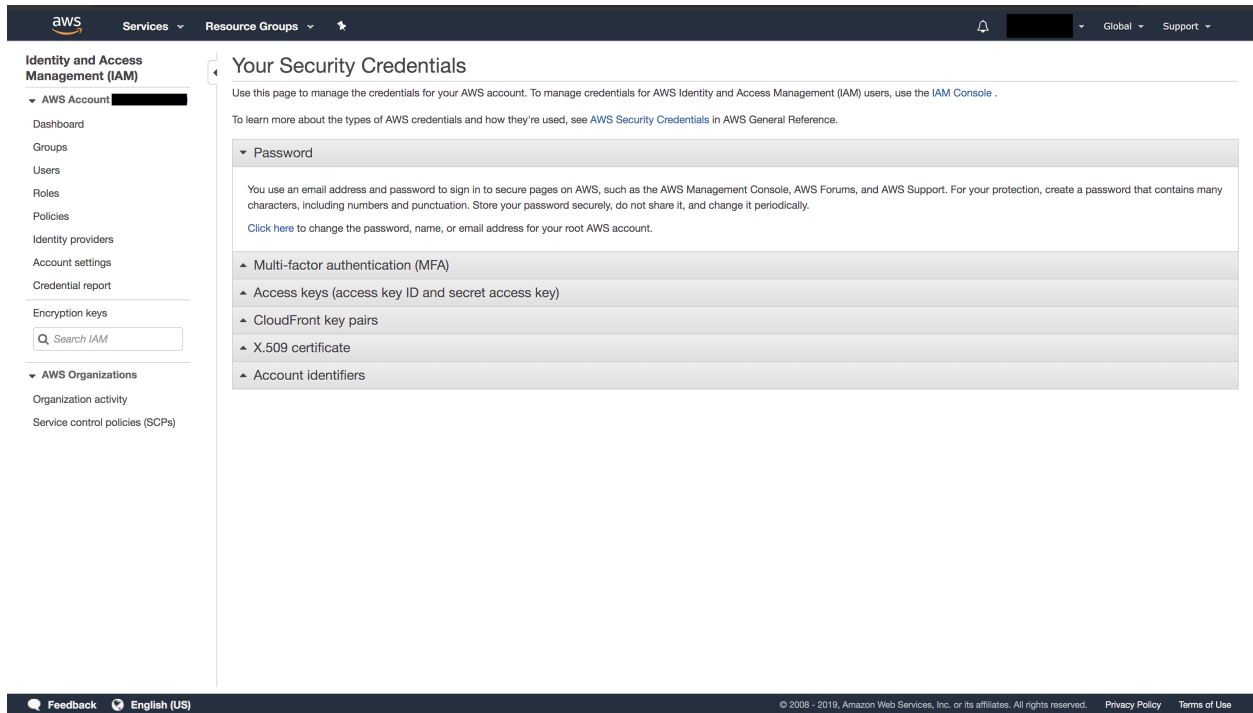 aws
Services
Resource Groups
Global
Support
Identity and Access
Management (IAM)
AWS Account
Dashboard
Groups
Users
Roles
Policies
Identity providers
Account settings
Credential report
Encryption keys
Search IAM
AWS Organizations
Organization activity
Service control policies (SCPs)
Your Security Credentials
Use this page to manage the credentials for your AWS account. To manage credentials for AWS Identity and Access Management (IAM) users, use the IAM Console .
To learn more about the types of AWS credentials and how they're used, see AWS Security Credentials in AWS General Reference.
Password
You use an email address and password to sign in to secure pages on AWS, such as the AWS Management Console, AWS Forums, and AWS Support. For your protection, create a password that contains many
characters, including numbers and punctuation. Store your password securely, do not share it, and change it periodically.
Click here to change the password, name, or email address for your root AWS account.
Multi-factor authentication (MFA)
Access keys (access key ID and secret access key)
CloudFront key pairs
X.509 certificate
Account identifiers
Feedback
English (US)
© 2008 - 2019, Amazon Web Services, Inc. or its affiliates. All rights reserved.
Privacy Policy
Terms of Use